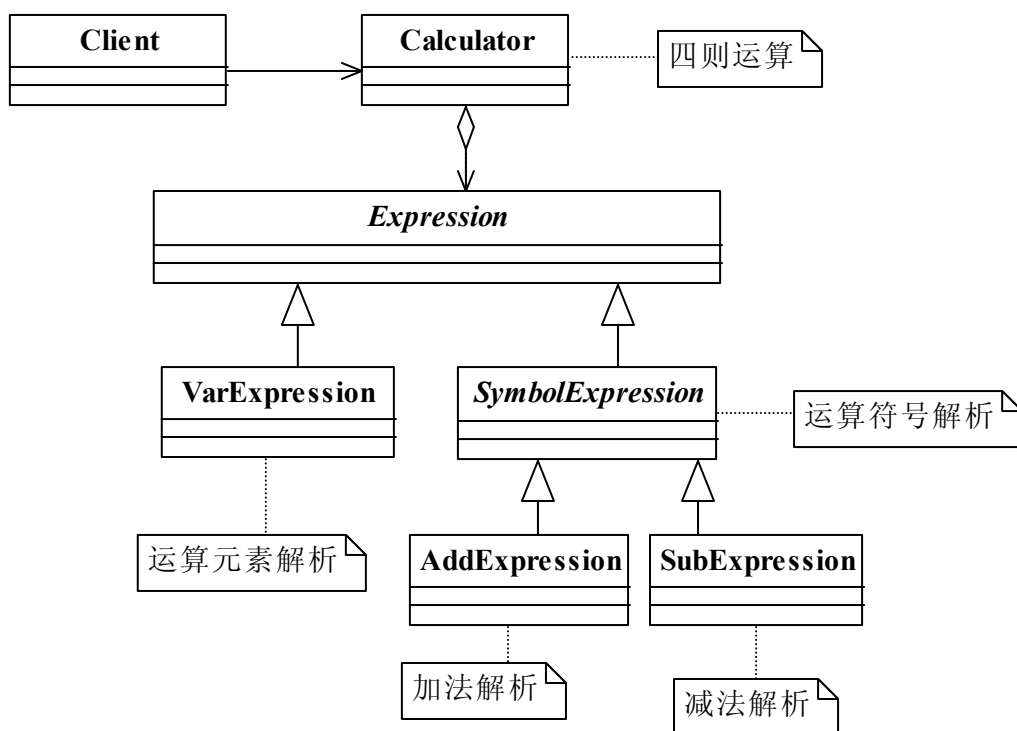 Client
Calculator
四则运算
Expression
VarExpression
SymbolExpression
运算符号解析
运算元素解析
AddExpression
SubExpression
加法解析
减法解析